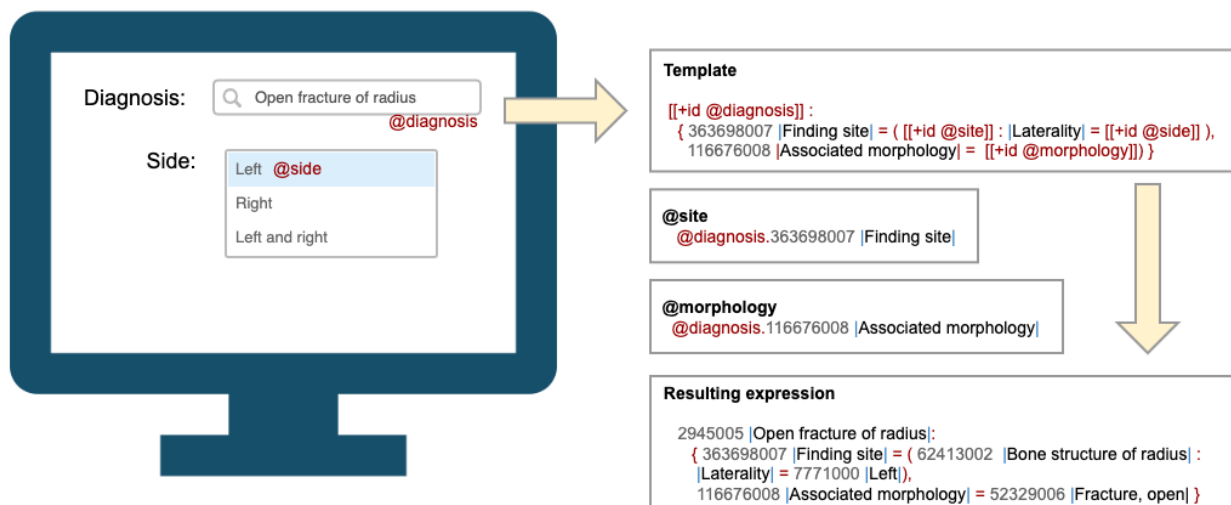 Diagnosis:
Open fracture of radius
@diagnosis
Side:
Left @side
Right
Left and right
Template
[[+id @diagnosis]] :
{ 363698007 |Finding site| = ( [[+id @site]] : |Laterality| = [[+id @side]] ),
116676008 |Associated morphology| = [[+id @morphology]]) }
@site
@diagnosis.363698007 |Finding site|
@morphology
@diagnosis.116676008 |Associated morphology|
Resulting expression
2945005 |Open fracture of radius|:
{ 363698007 |Finding site| = ( 62413002 |Bone structure of radius| :
|Laterality| = 7771000 |Left|),
116676008 |Associated morphology| = 52329006 |Fracture, open| }